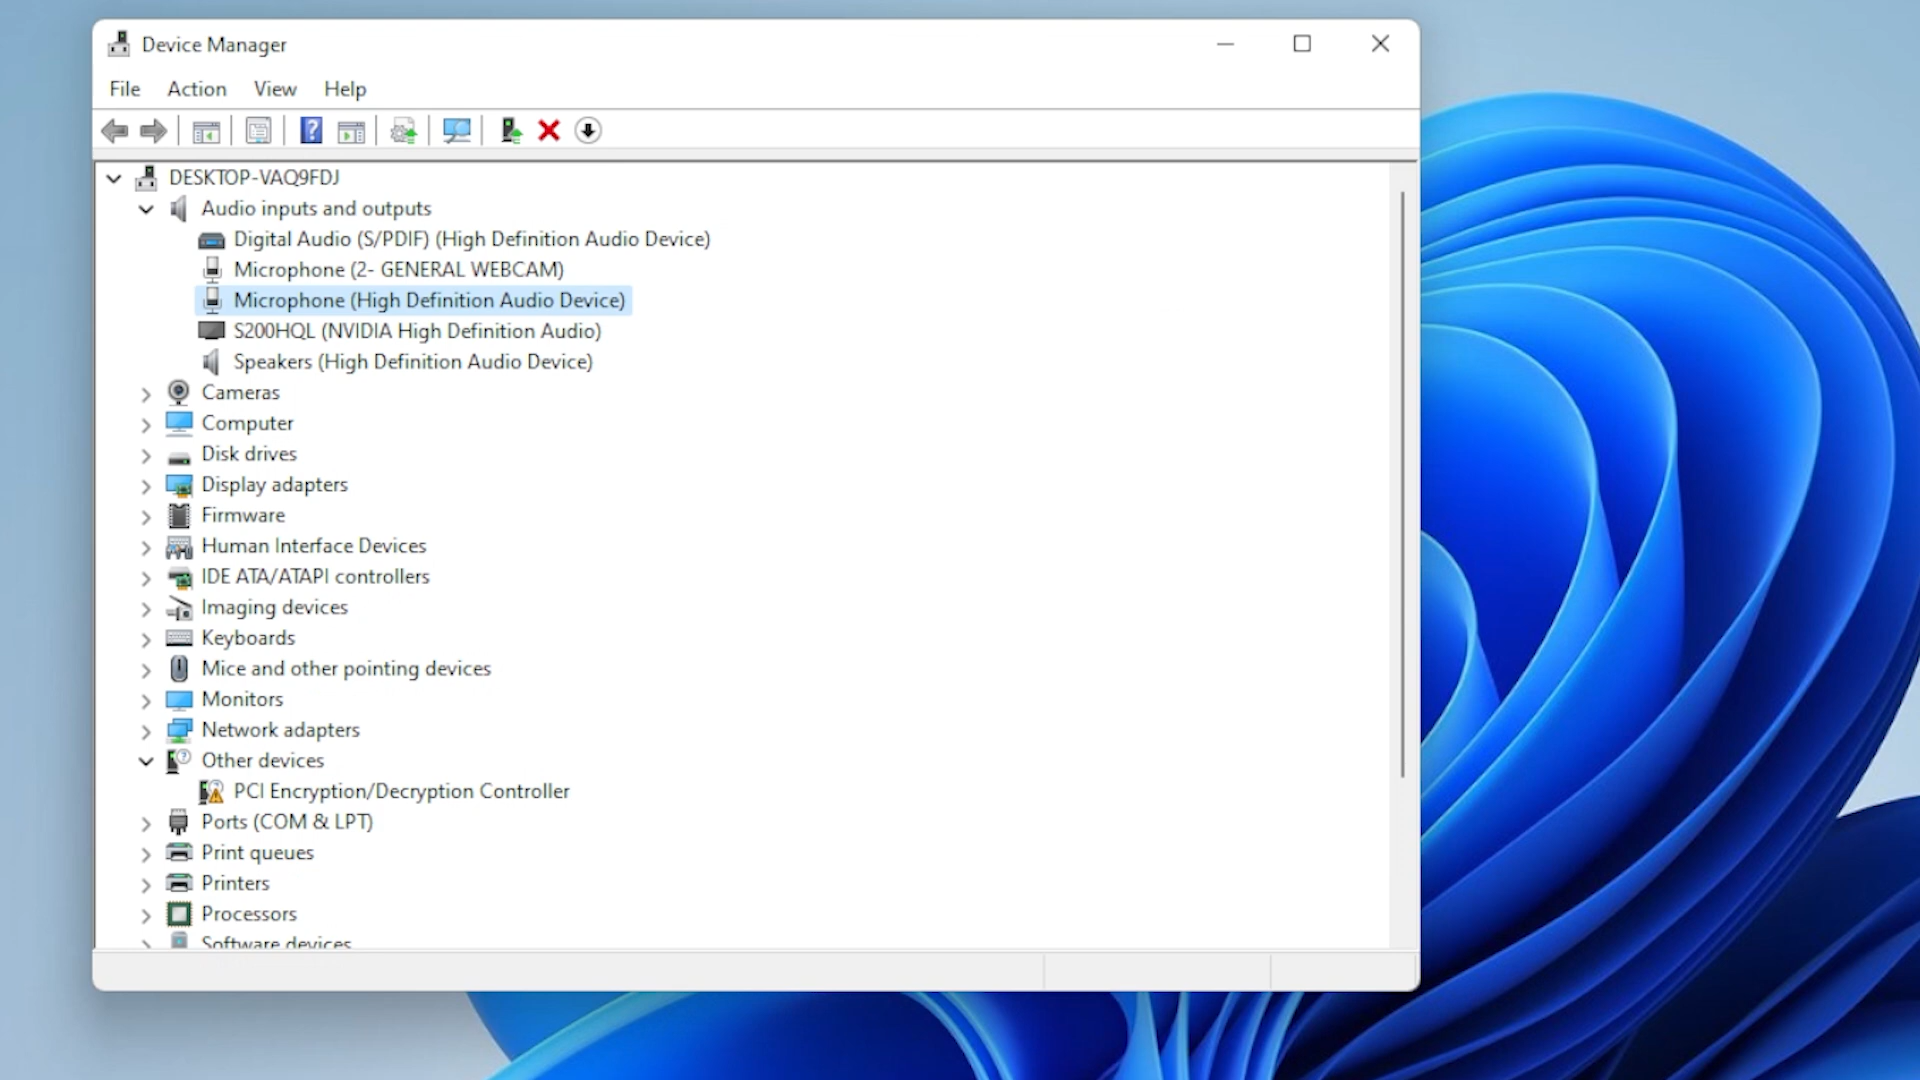 Device Manager
File Action View Help
DESKTOP-VAQ9FDJ
Audio inputs and outputs
Digital Audio (S/PDIF) (High Definition Audio Device)
Microphone (2- GENERAL WEBCAM)
Microphone (High Definition Audio Device)
S200HQL (NVIDIA High Definition Audio)
Speakers (High Definition Audio Device)
Cameras
Computer
Disk drives
Display adapters
Firmware
Human Interface Devices
IDE ATA/ATAPI controllers
Imaging devices
Keyboards
Mice and other pointing devices
Monitors
Network adapters
Other devices
PCI Encryption/Decryption Controller
Ports (COM & LPT)
Print queues
Printers
Processors
Software devices